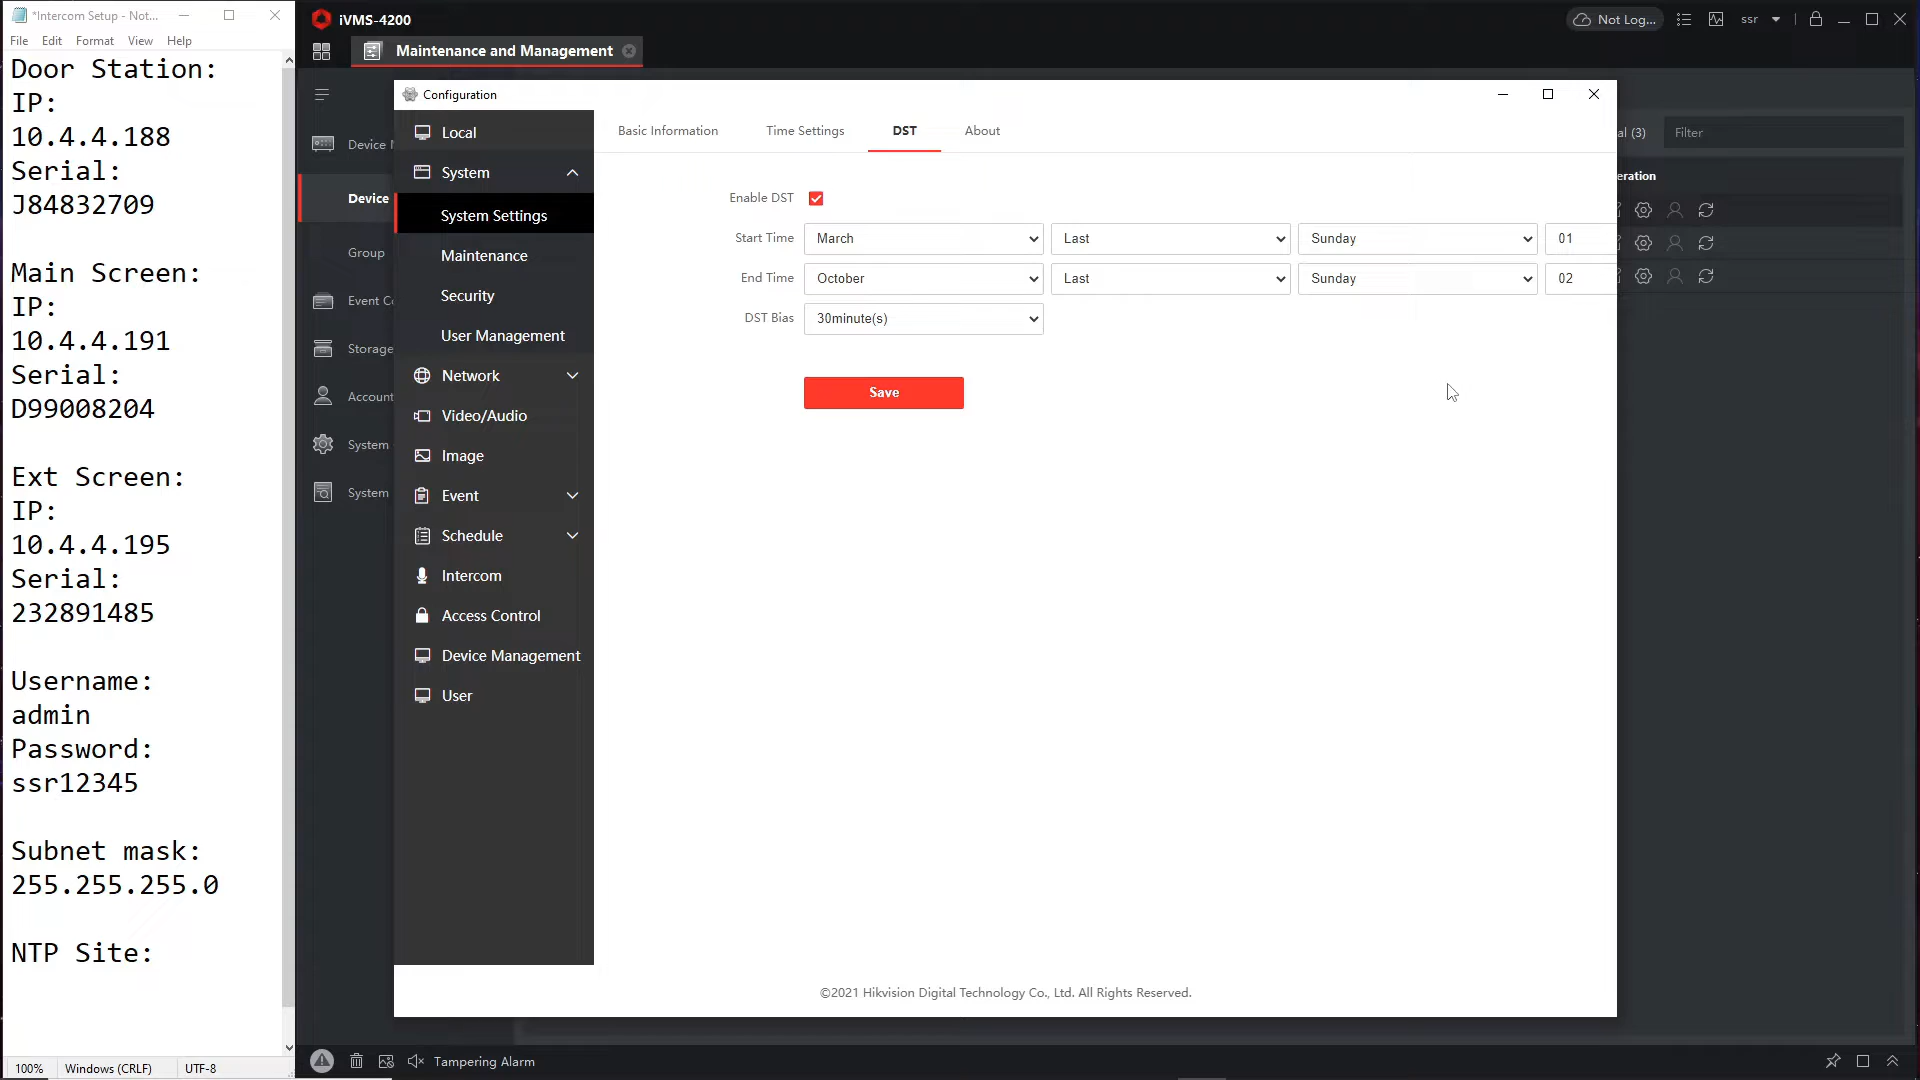 *Intercom Setup - Not...
File Edit Format View Help
Door Station:
IP:
10.4.4.188
Serial:
J84832709
Main Screen:
IP:
10.4.4.191
Serial:
D99008204
Ext Screen:
IP:
10.4.4.195
Serial:
232891485
Username:
admin
Password:
ssr12345
Subnet mask:
255.255.255.0
NTP Site:
100% Windows (CRLF) UTF-8
iVMS-4200
Not Log... ssr
Maintenance and Management
Device
Device
Group
Event
Storage
Account
System
System
Configuration
Local
System
System Settings
Maintenance
Security
User Management
Network
Video/Audio
Image
Event
Schedule
Intercom
Access Control
Device Management
User
Basic Information Time Settings DST About
Enable DST
Start Time March Last Sunday 01
End Time October Last Sunday 02
DST Bias 30minute(s)
Save
©2021 Hikvision Digital Technology Co., Ltd. All Rights Reserved.
(3) Filter
eration
Tampering Alarm